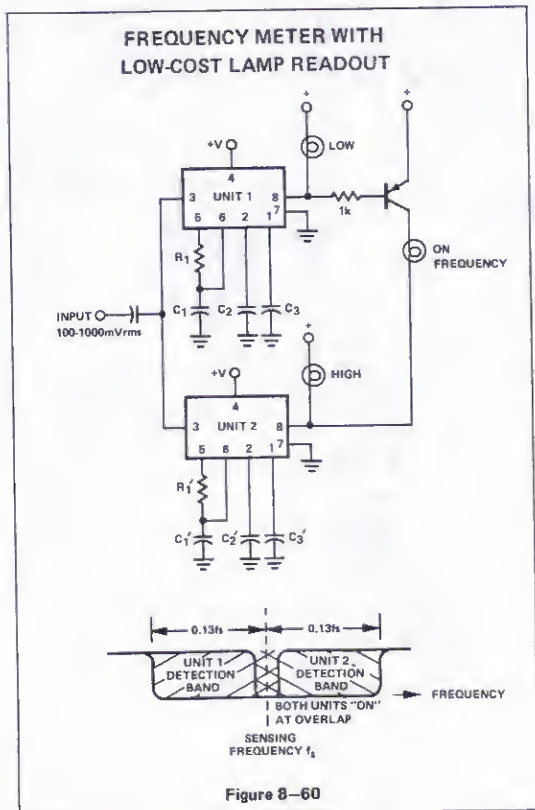 FREQUENCY METER WITH
LOW-COST LAMP READOUT
+ +
+V
LOW
4
3 UNIT 1 8
7
5 6 2 1
1k
R1
ON
FREQUENCY
INPUT
100-1000mVrms
C1 C2 C3
+
+V
HIGH
4
3 UNIT 2 8
7
5 6 2 1
R1'
C1' C2' C3'
0.13fs 0.13fs
UNIT 1
DETECTION
BAND
UNIT 2
DETECTION
BAND
FREQUENCY
BOTH UNITS "ON"
AT OVERLAP
SENSING
FREQUENCY fs
Figure 8–60